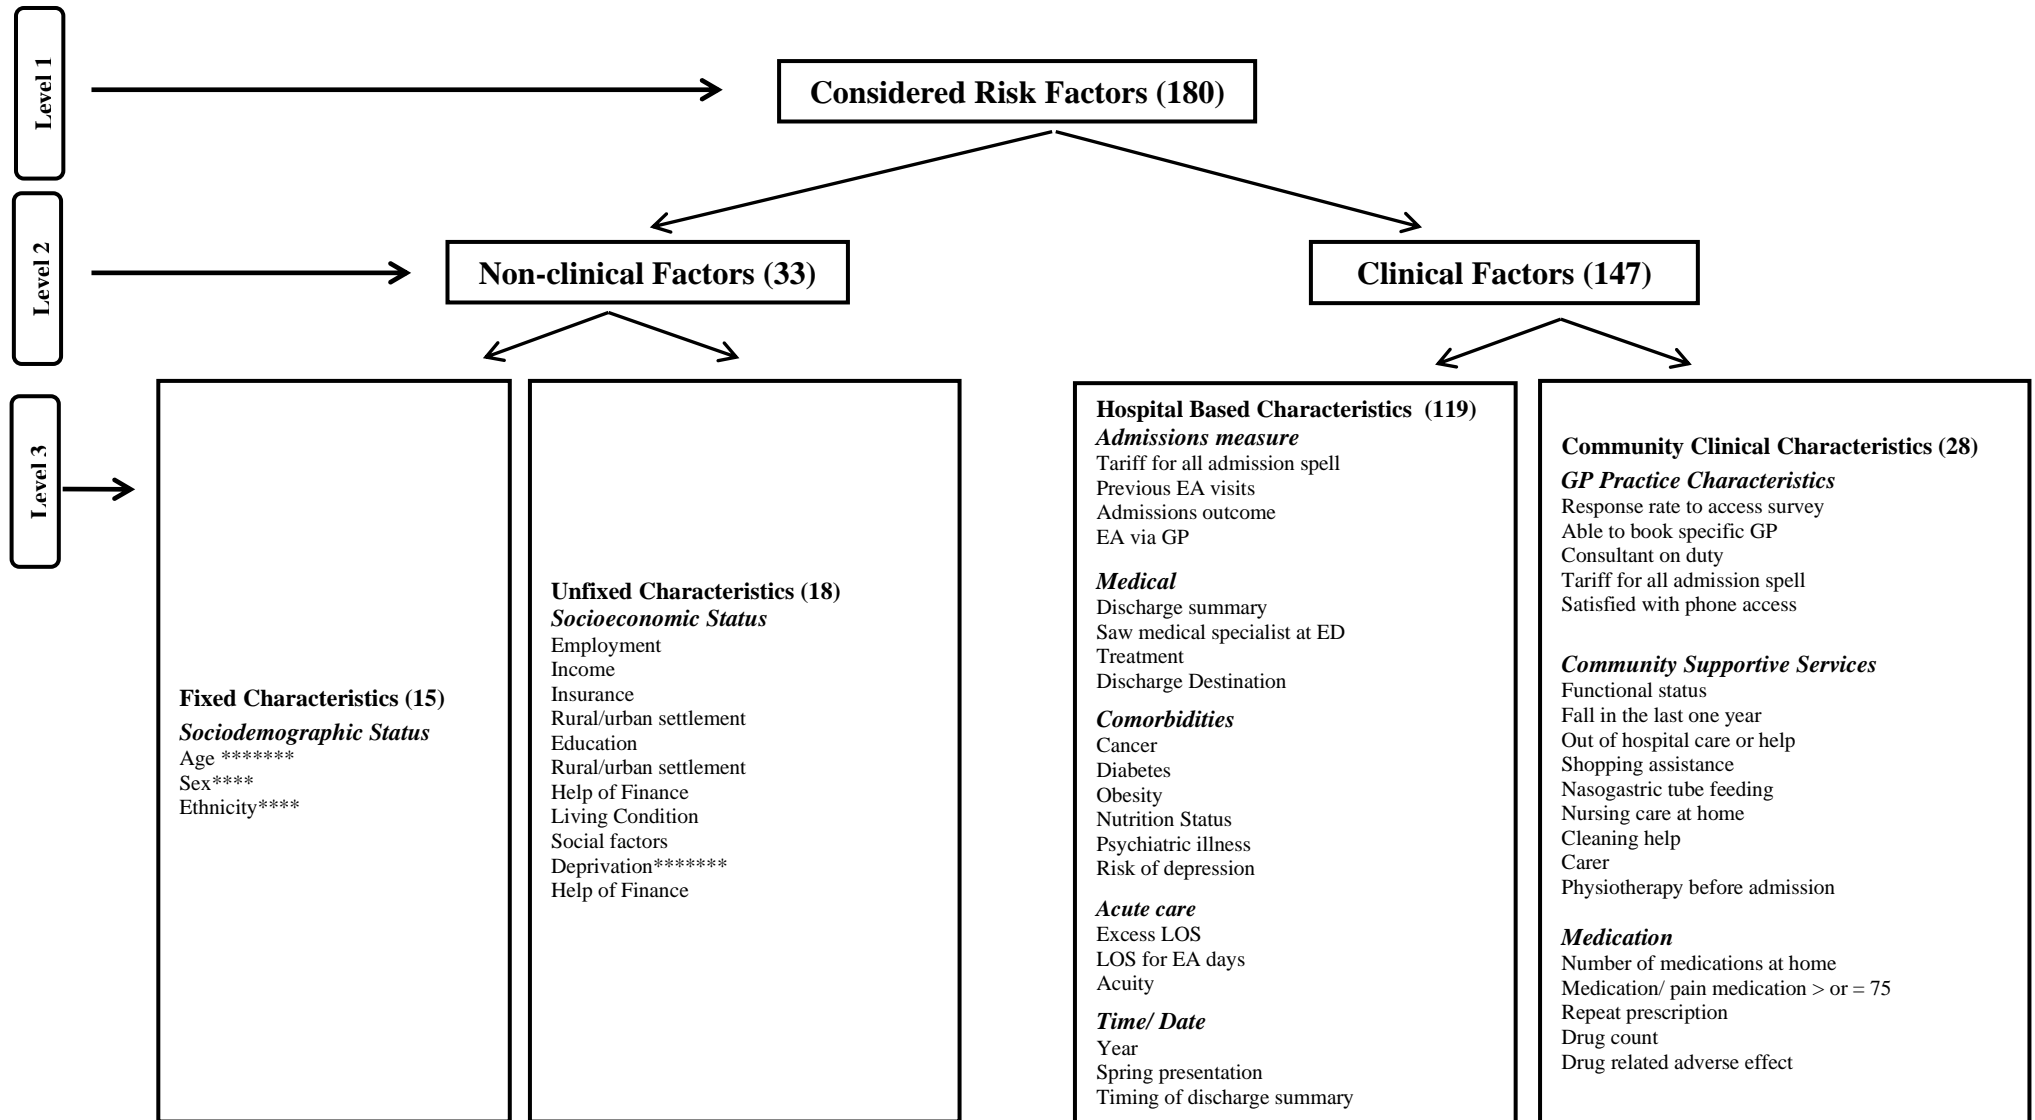 Level 1
Considered Risk Factors (180)
Level 2
Non-clinical Factors (33)
Clinical Factors (147)
Level 3
Fixed Characteristics (15)
Sociodemographic Status
Age *******
Sex****
Ethnicity****
Unfixed Characteristics (18)
Socioeconomic Status
Employment
Income
Insurance
Rural/urban settlement
Education
Rural/urban settlement
Help of Finance
Living Condition
Social factors
Deprivation*******
Help of Finance
Hospital Based Characteristics (119)
Admissions measure
Tariff for all admission spell
Previous EA visits
Admissions outcome
EA via GP
Medical
Discharge summary
Saw medical specialist at ED
Treatment
Discharge Destination
Comorbidities
Cancer
Diabetes
Obesity
Nutrition Status
Psychiatric illness
Risk of depression
Acute care
Excess LOS
LOS for EA days
Acuity
Time/ Date
Year
Spring presentation
Timing of discharge summary
Community Clinical Characteristics (28)
GP Practice Characteristics
Response rate to access survey
Able to book specific GP
Consultant on duty
Tariff for all admission spell
Satisfied with phone access
Community Supportive Services
Functional status
Fall in the last one year
Out of hospital care or help
Shopping assistance
Nasogastric tube feeding
Nursing care at home
Cleaning help
Carer
Physiotherapy before admission
Medication
Number of medications at home
Medication/ pain medication > or = 75
Repeat prescription
Drug count
Drug related adverse effect